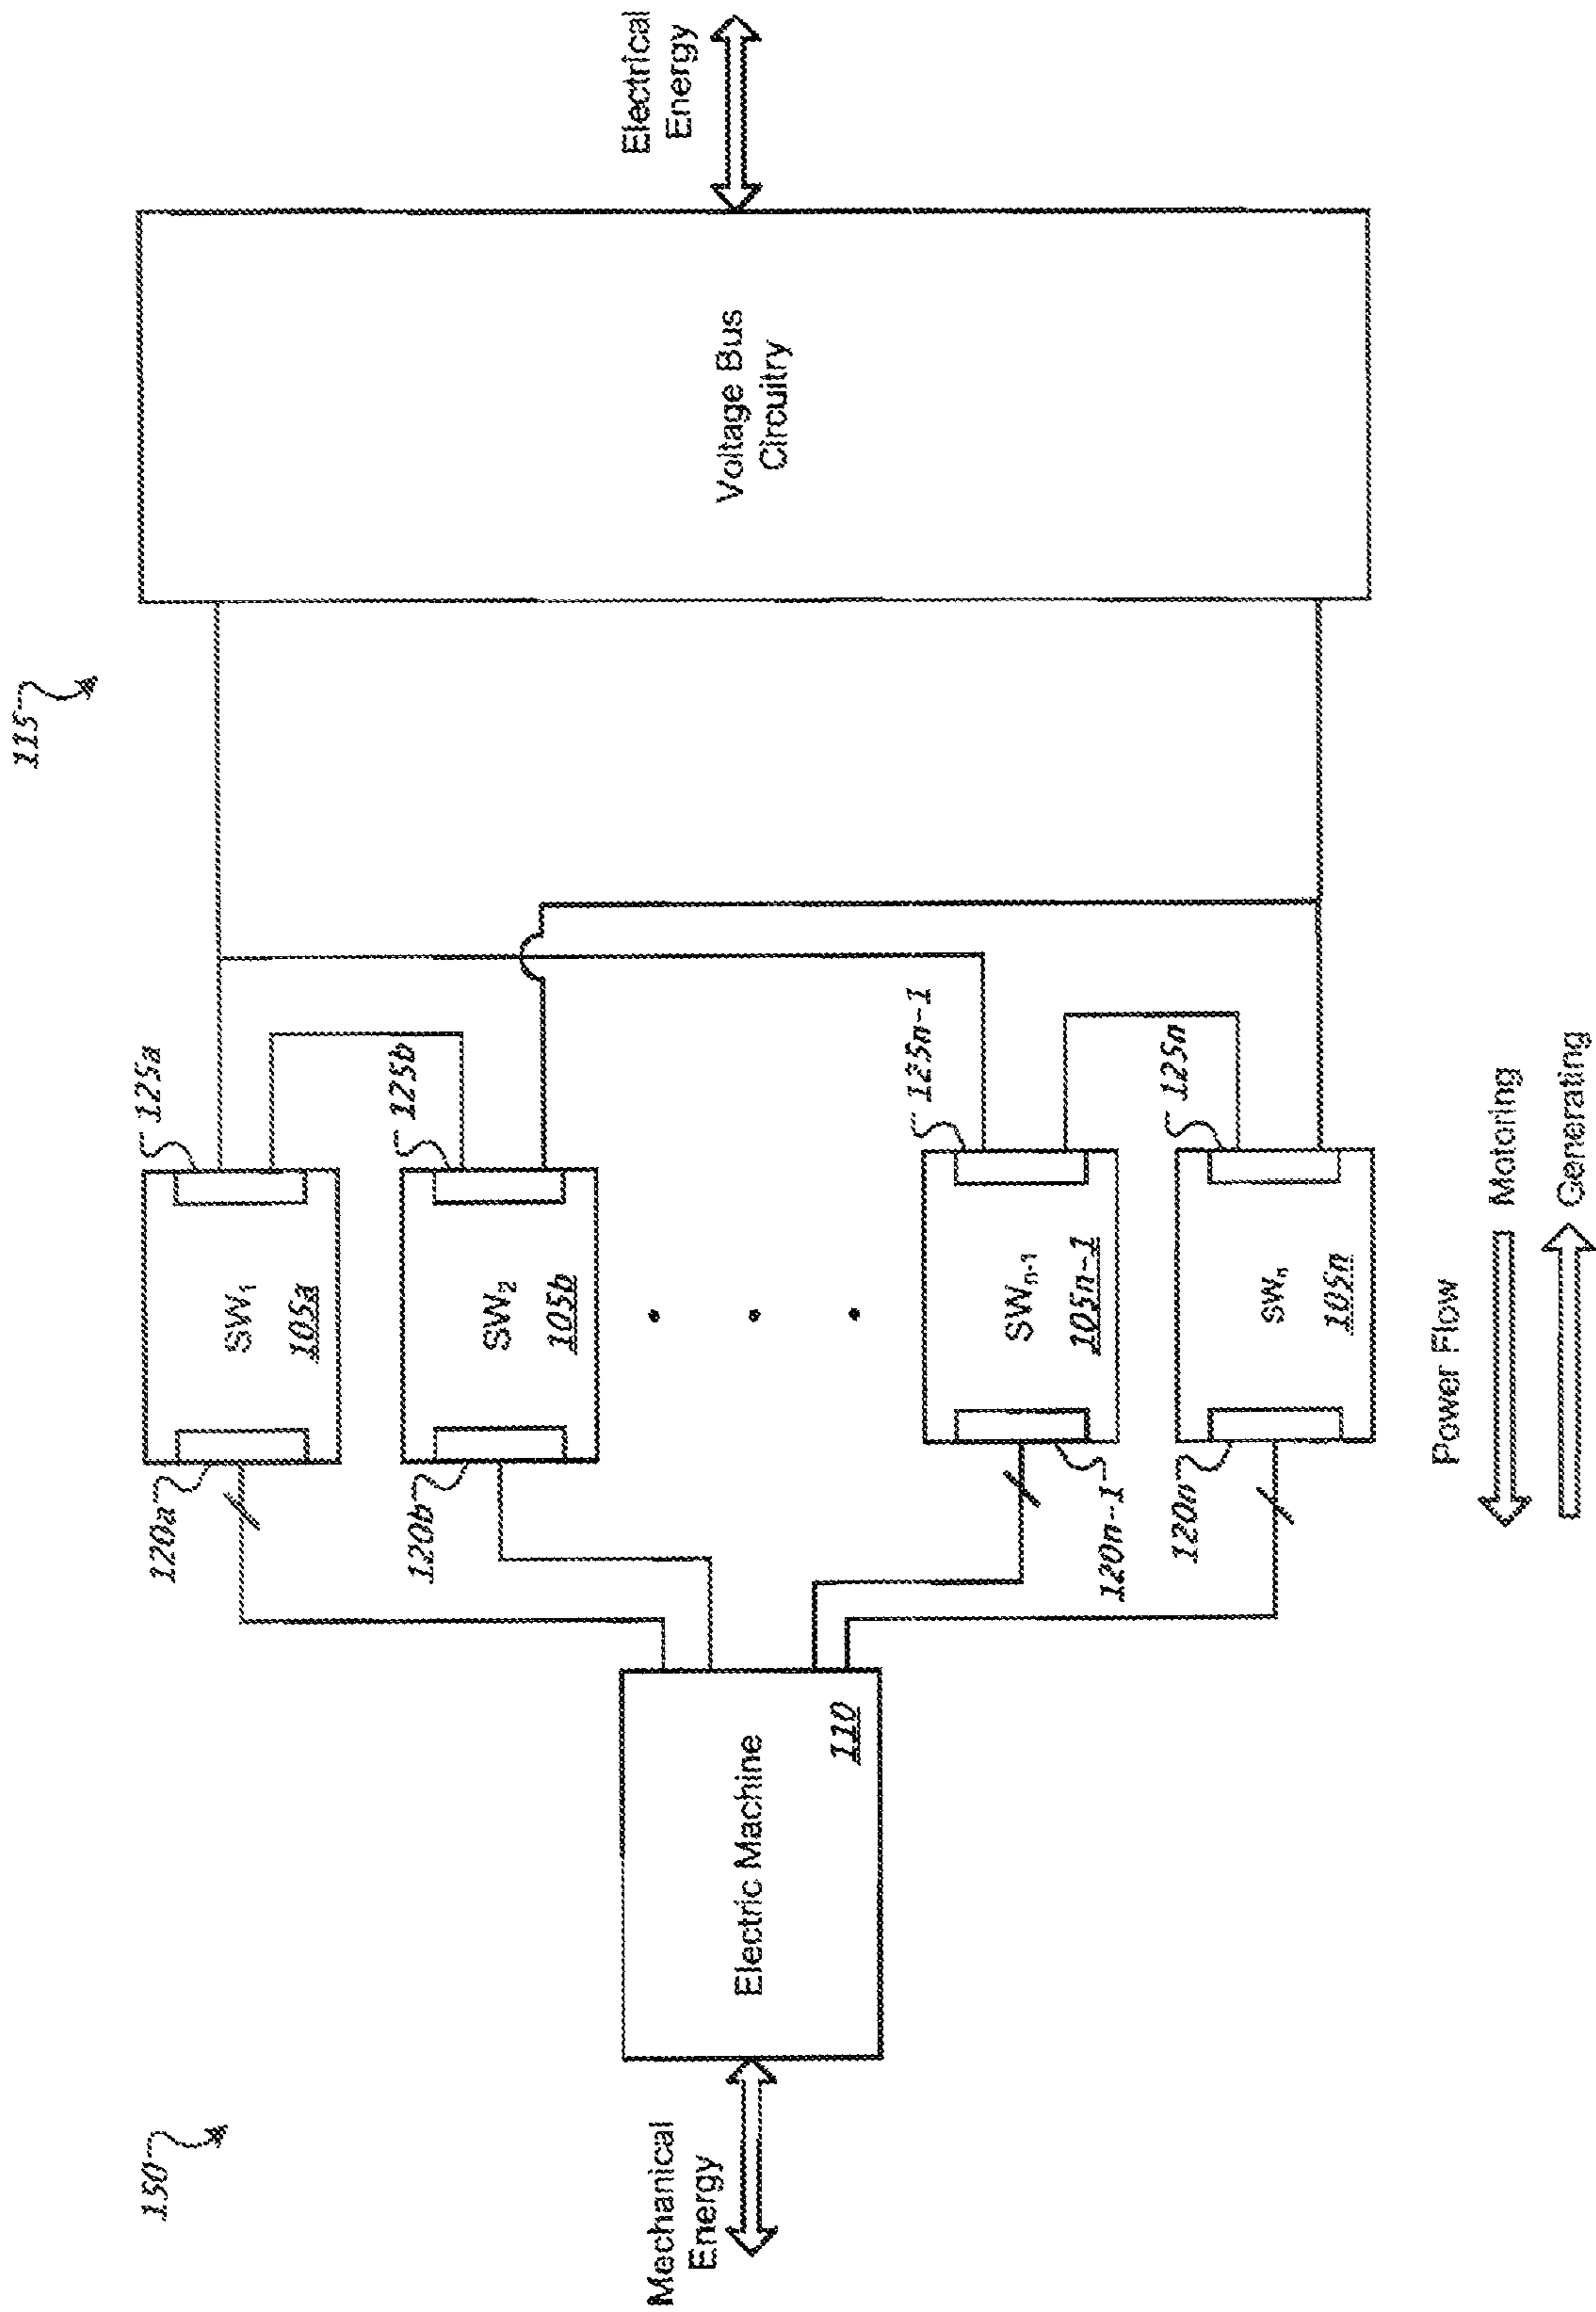 115
150
Electrical
Energy
Voltage Bus
Circuitry
125a
SW1
105a
120a
125b
SW2
105b
120b
125n-1
SWn-1
105n-1
120n-1
125n
SWn
105n
120n
Electric Machine
110
Mechanical
Energy
Power Flow
Motoring
Generating